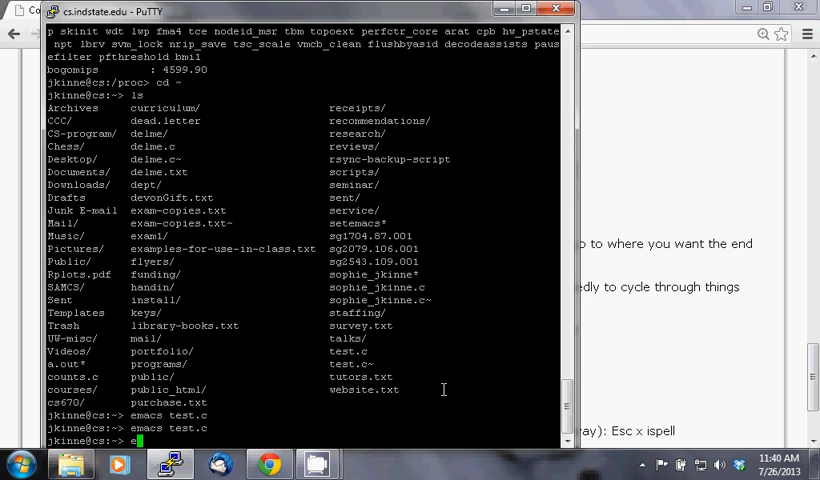 Co
cs.indstate.edu - PuTTY
p skinit wdt lwp fma4 tce nodeid_msr tbm topoext perfctr_core arat cpb hw_pstate
npt lbrv svm_lock nrip_save tsc_scale vmcb_clean flushbyasid decodeassists paus
efilter pfthreshold bmi1
bogomips : 4599.90
jkinne@cs:/proc> cd ~
jkinne@cs:~> ls
Archives curriculum/ receipts/
CCC/ dead.letter recommendations/
CS-program/ delme/ research/
Chess/ delme.c reviews/
Desktop/ delme.c~ rsync-backup-script
Documents/ delme.txt scripts/
Downloads/ dept/ seminar/
Drafts devonGift.txt sent/
Junk E-mail exam-copies.txt service/
Mail/ exam-copies.txt~ setemacs*
Music/ exam1/ sg1704.87.001
Pictures/ examples-for-use-in-class.txt sg2079.106.001
Public/ flyers/ sg2543.109.001
Rplots.pdf funding/ sophie_jkinne*
SAMCS/ handin/ sophie_jkinne.c
Sent install/ sophie_jkinne.c~
Templates keys/ staffing/
Trash library-books.txt survey.txt
UW-misc/ mail/ talks/
Videos/ portfolio/ test.c
a.out* programs/ test.c~
counts.c public/ tutors.txt
courses/ public_html/ website.txt
cs670/ purchase.txt
jkinne@cs:~> emacs test.c
jkinne@cs:~> emacs test.c
jkinne@cs:~> e
p to where you want the end
edly to cycle through things
ay): Esc x ispell
11:40 AM
7/26/2013